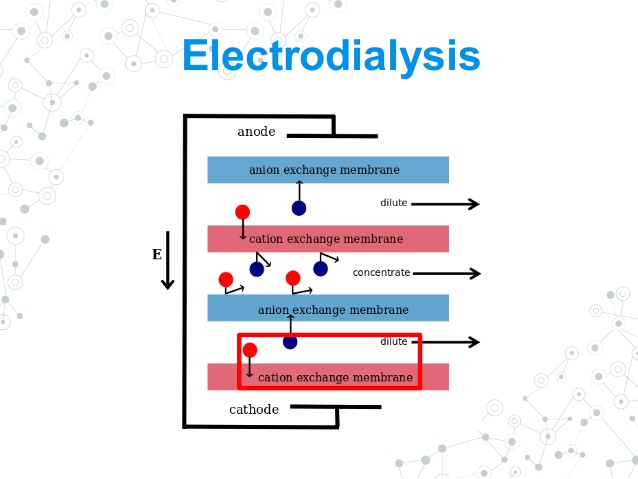 Electrodialysis
anode
anion exchange membrane
dilute
cation exchange membrane
E
concentrate
anion exchange membrane
dilute
cation exchange membrane
cathode